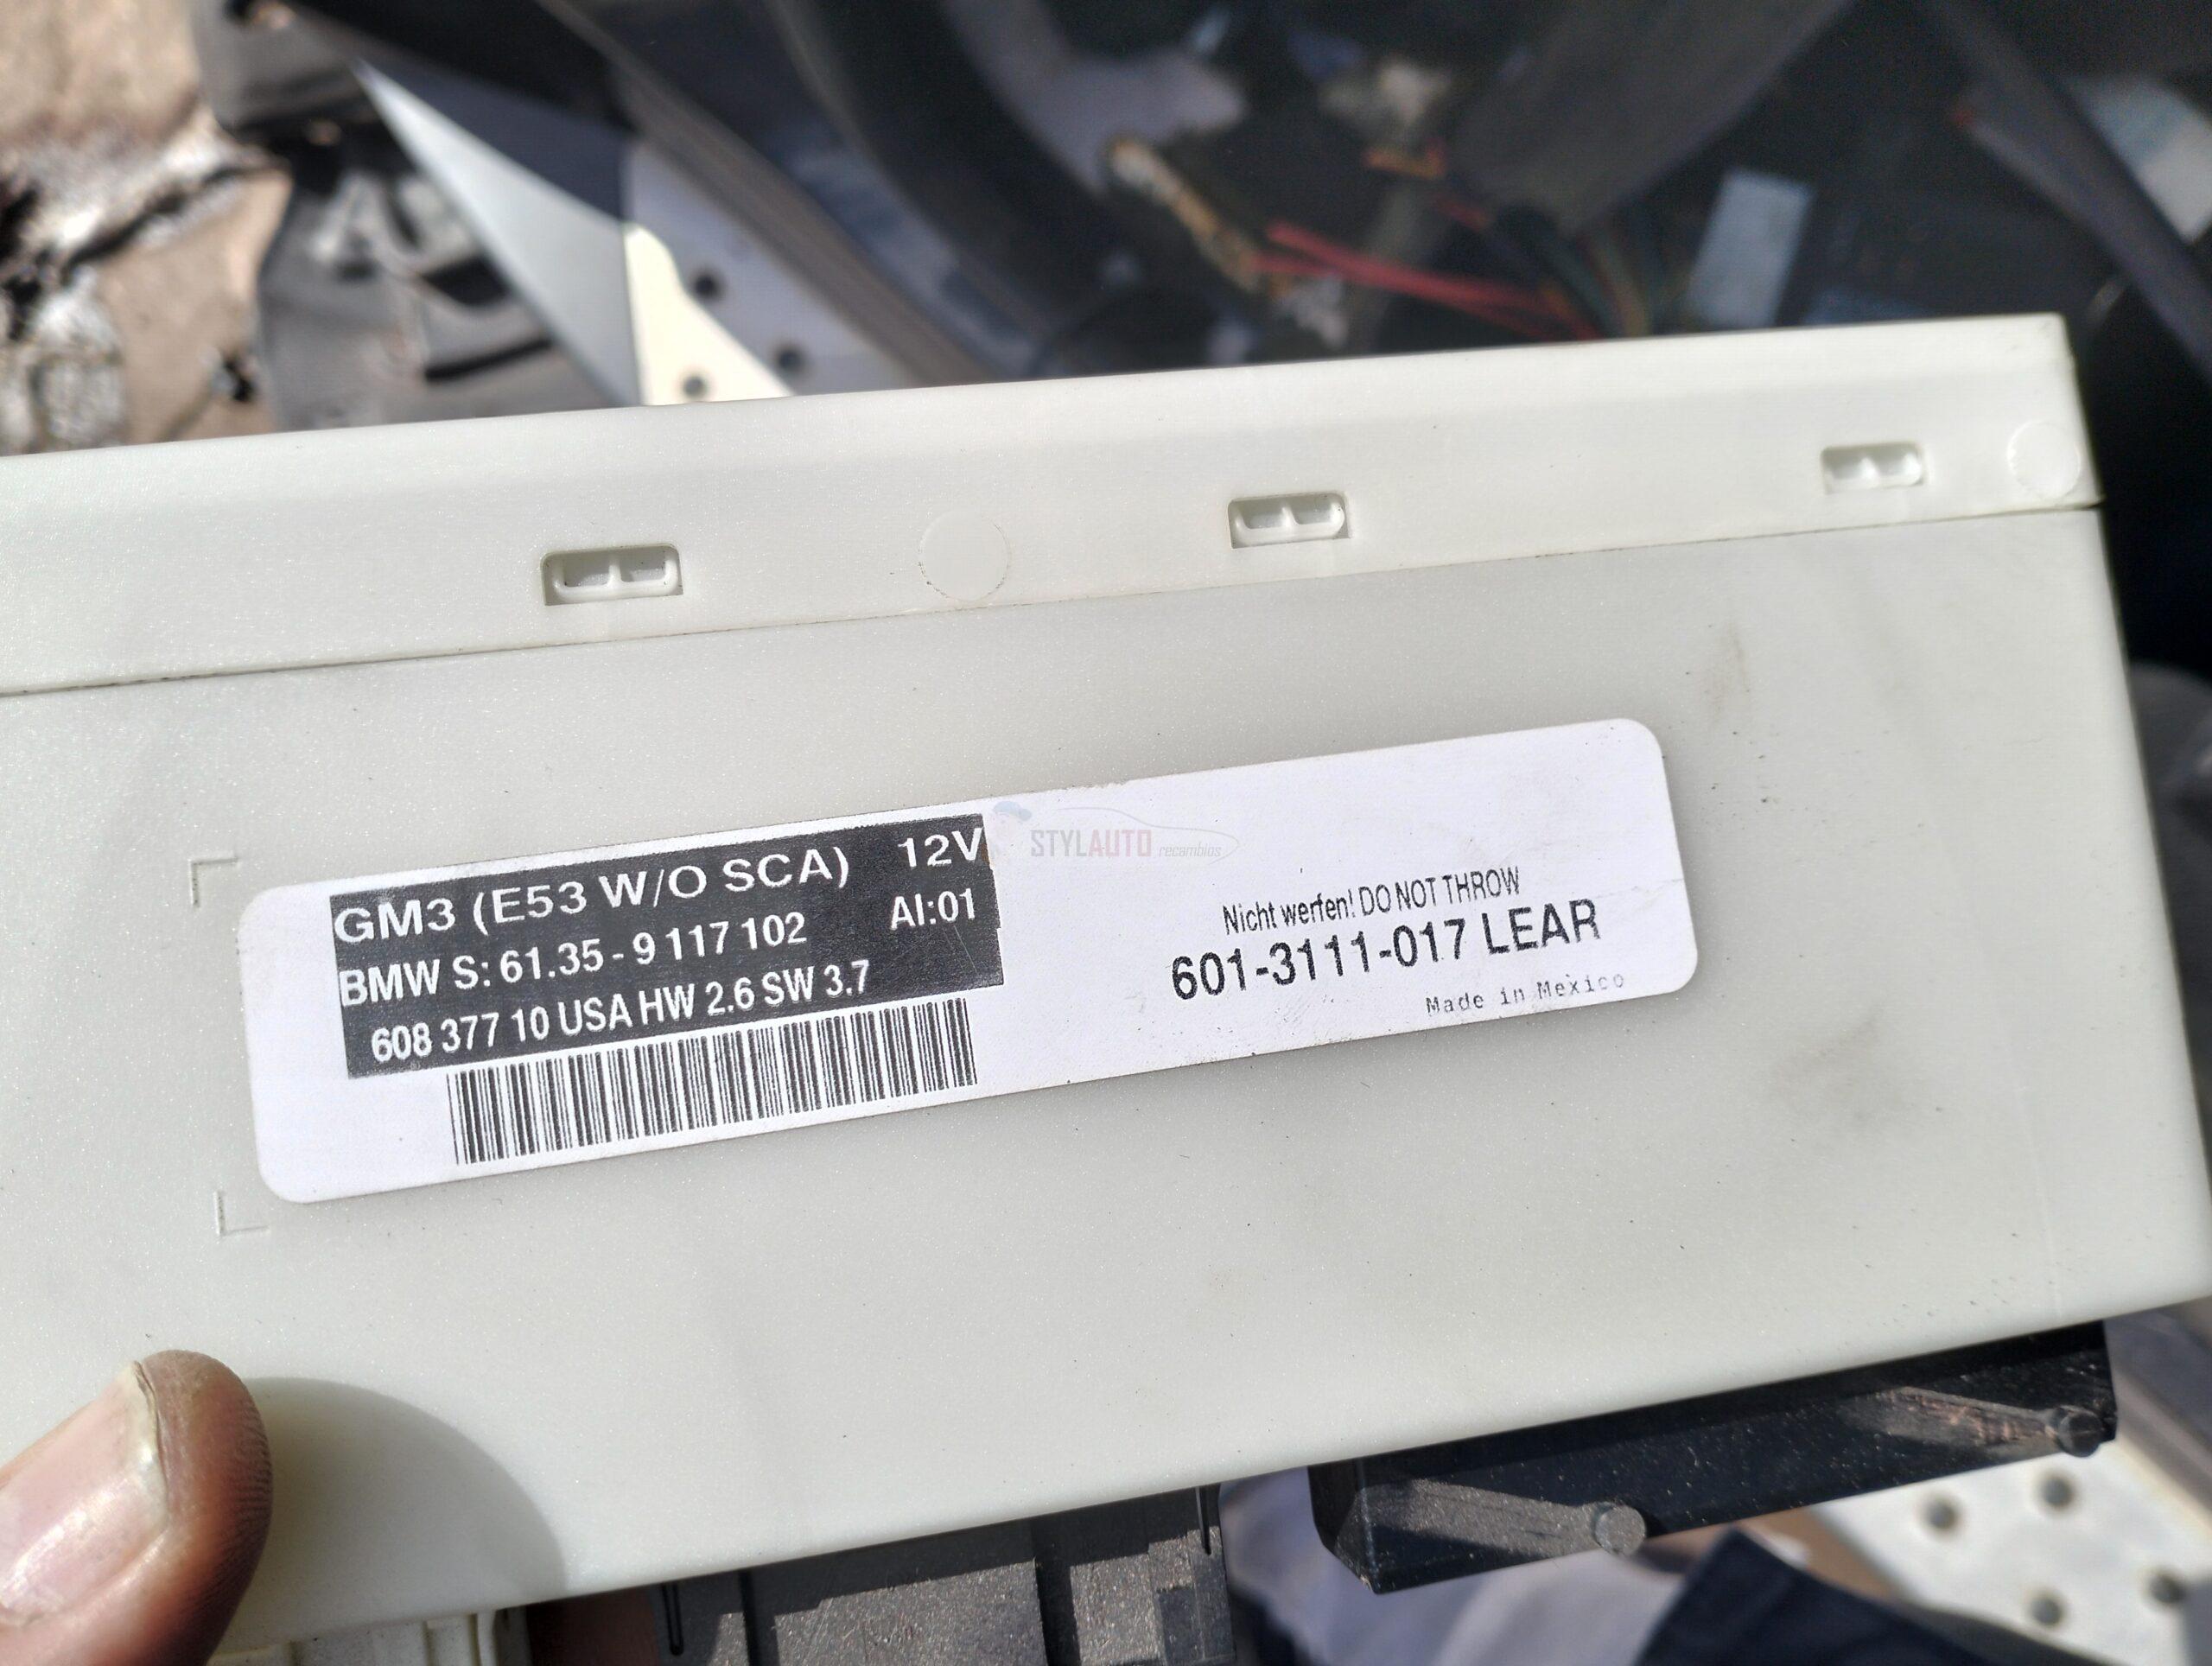 GM3 (E53 W/O SCA) 12V
BMW S: 61.35 - 9 117 102 AI:01
608 377 10 USA HW 2.6 SW 3.7
STYLAUTO recambios
Nicht werfen! DO NOT THROW
601-3111-017 LEAR
Made in Mexico